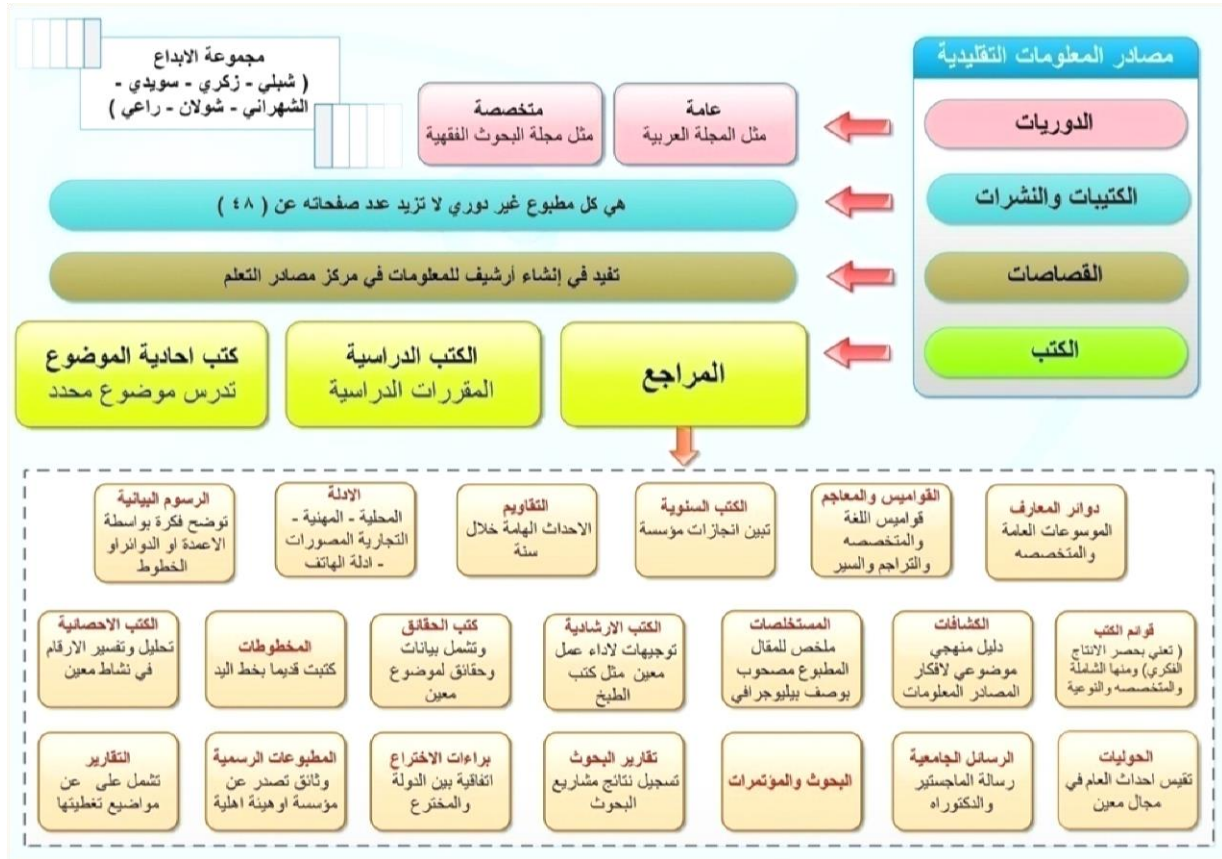 مصادر المعلومات التقليدية
مجموعة الابداع
( شبلي - زكري - سويدي -
الشهراني - شولان - راعي )
الدوريات
عامة
مثل المجلة العربية
متخصصة
مثل مجلة البحوث الفقهية
الكتيبات والنشرات
هي كل مطبوع غير دوري لا تزيد عدد صفحاته عن ( ٤٨ )
القصاصات
تفيد في إنشاء أرشيف للمعلومات في مركز مصادر التعلم
الكتب
المراجع
الكتب الدراسية
المقررات الدراسية
كتب احادية الموضوع
تدرس موضوع محدد
دوائر المعارف
الموسوعات العامة
والمتخصصه
القواميس والمعاجم
قواميس اللغة
والمتخصصه
والتراجم والسير
الكتب السنوية
تبين انجازات مؤسسة
التقاويم
الاحداث الهامة خلال
سنة
الادلة
المحلية - المهنية -
التجارية المصورات
- ادلة الهاتف
الرسوم البيانية
توضح فكرة بواسطة
الاعمدة او الدوائراو
الخطوط
قوائم الكتب
( تعني بحصر الانتاج
الفكري) ومنها الشاملة
والمتخصصه والنوعية
الكشافات
دليل منهجي
موضوعي لافكار
المصادر المعلومات
المستخلصات
ملخص للمقال
المطبوع مصحوب
بوصف بيليوجرافي
الكتب الارشادية
توجيهات لاداء عمل
معين مثل كتب
الطبخ
كتب الحقائق
وتشمل بيانات
وحقائق لموضوع
معين
المخطوطات
كتبت قديما بخط اليد
الكتب الاحصائية
تحليل وتفسير الارقام
في نشاط معين
الحوليات
تقيس احداث العام في
مجال معين
الرسائل الجامعية
رسالة الماجستير
والدكتوراه
البحوث والمؤتمرات
تقارير البحوث
تسجيل نتائج مشاريع
البحوث
براءات الاختراع
اتفاقية بين الدولة
والمخترع
المطبوعات الرسمية
وثائق تصدر عن
مؤسسة اوهيئة اهلية
التقارير
تشمل على عن
مواضيع تغطيتها